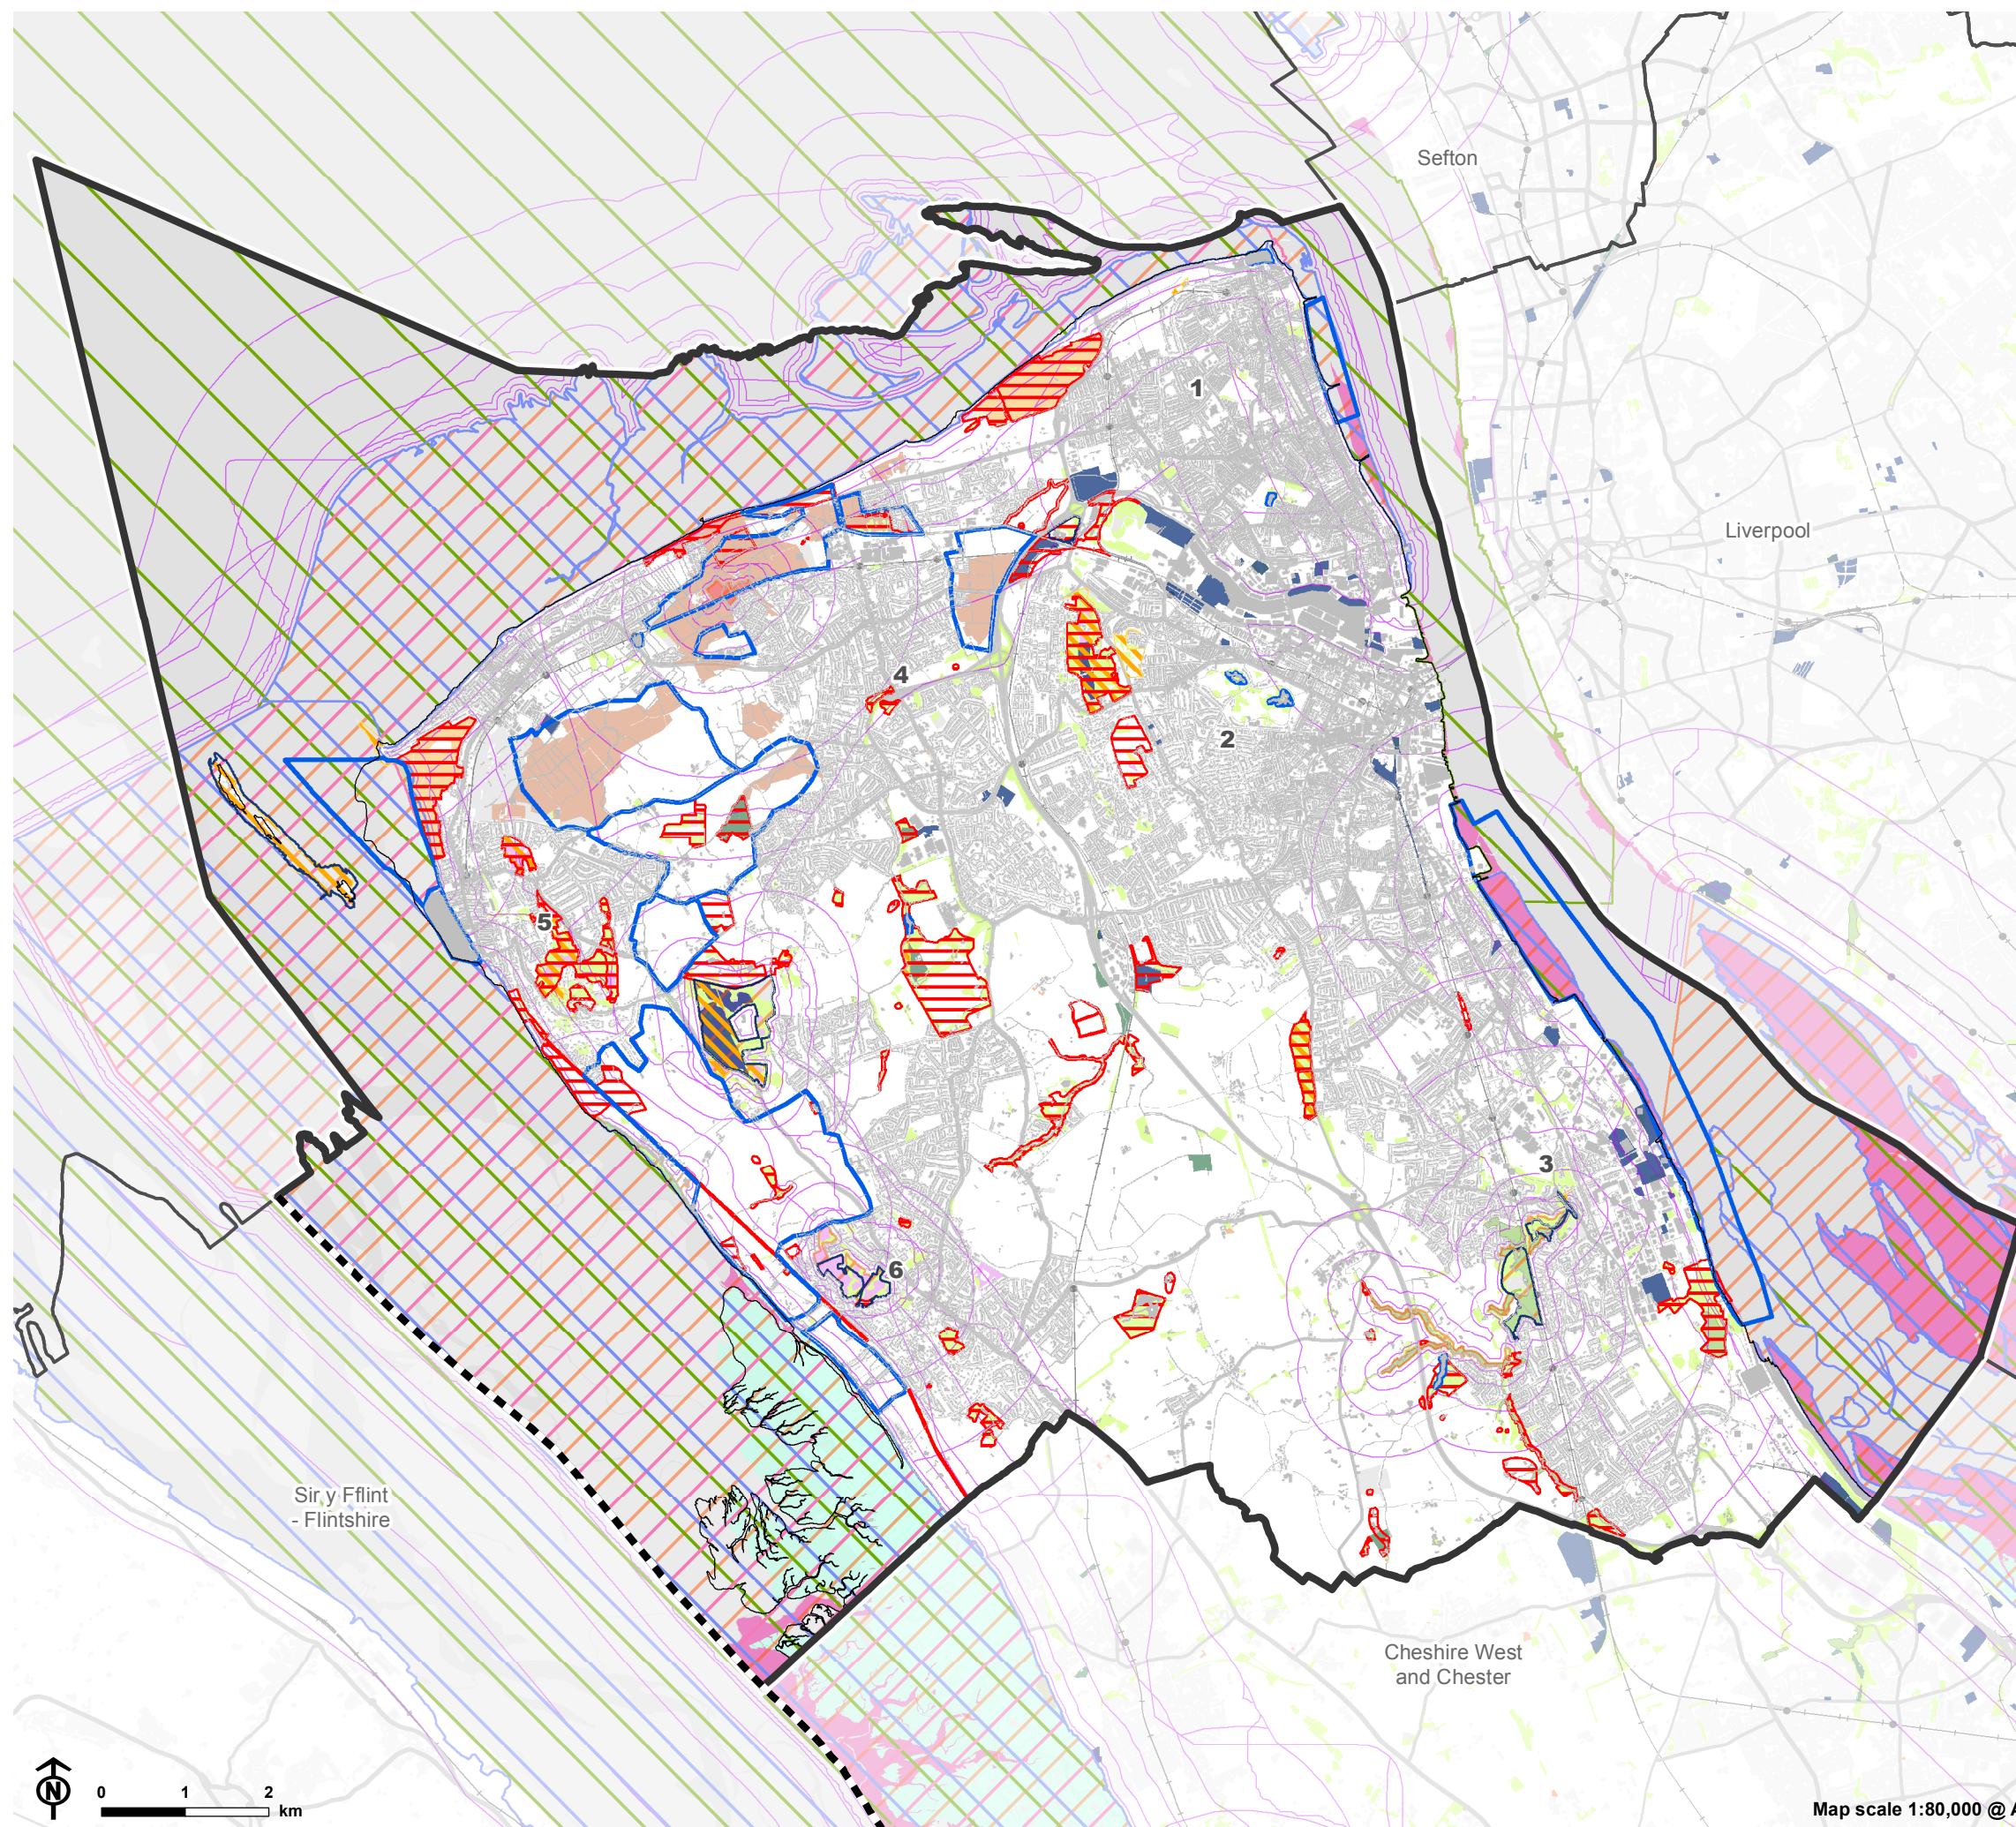 Sefton
1
Liverpool
4
2
5
3
6
Sir y Fflint
- Flintshire
Cheshire West
and Chester
N
0 1 2
km
Map scale 1:80,000 @ A